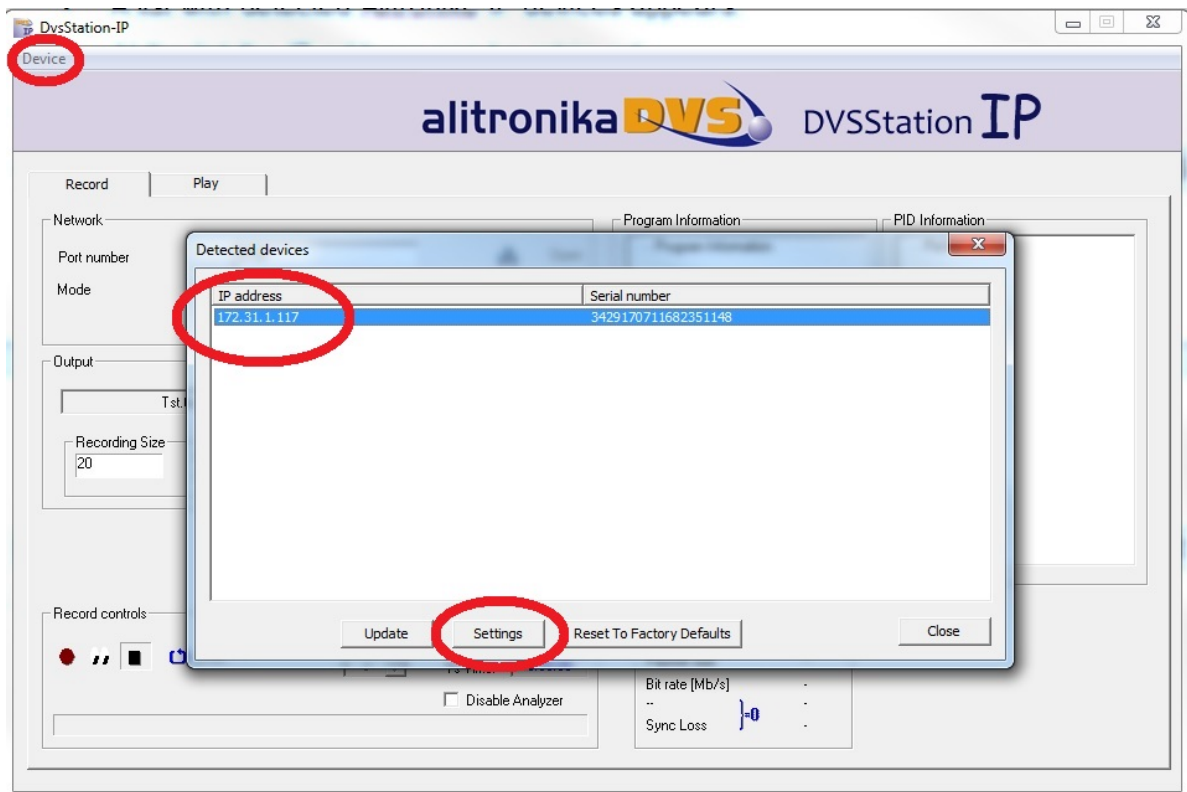 DvsStation-IP
Device
alitronika DVS DVSStation IP
Record Play
Network
Program Information
PID Information
Port number
Mode
Detected devices
IP address Serial number
172.31.1.117 3429170711682351148
Output
Tst.
Recording Size
20
Update Settings Reset To Factory Defaults Close
Record controls
Disable Analyzer
Bit rate [Mb/s] -
-- -
}=0
Sync Loss -